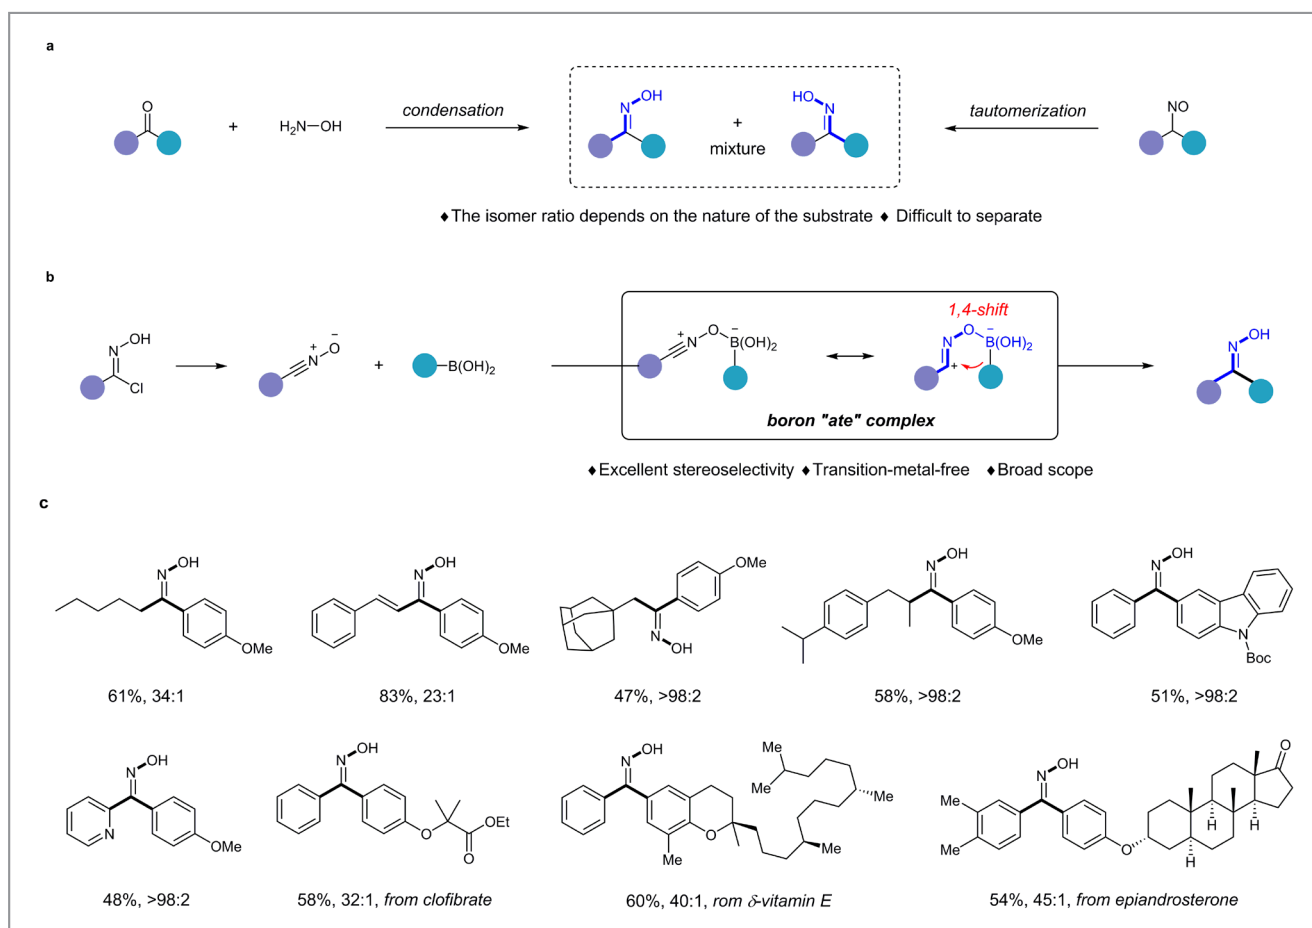 a
O
+
H₂N–OH
condensation
N OH
+
mixture
HO N
tautomerization
NO
♦The isomer ratio depends on the nature of the substrate ♦ Difficult to separate
b
N OH
Cl
+ N O −
+
B(OH)₂
+ N O − B(OH)₂
1,4-shift
N O − B(OH)₂
+
boron "ate" complex
N OH
♦Excellent stereoselectivity ♦Transition-metal-free ♦Broad scope
c
N OH
OMe
61%, 34:1
N OH
OMe
83%, 23:1
OMe
N OH
47%, >98:2
N OH
OMe
58%, >98:2
N OH
N
Boc
51%, >98:2
N OH
N
OMe
48%, >98:2
N OH
O
OEt
O
58%, 32:1, from clofibrate
N OH
O
Me
Me
Me
Me
Me
60%, 40:1, rom δ-vitamin E
N OH
Me
Me
O
H
H
H
O
54%, 45:1, from epiandrosterone